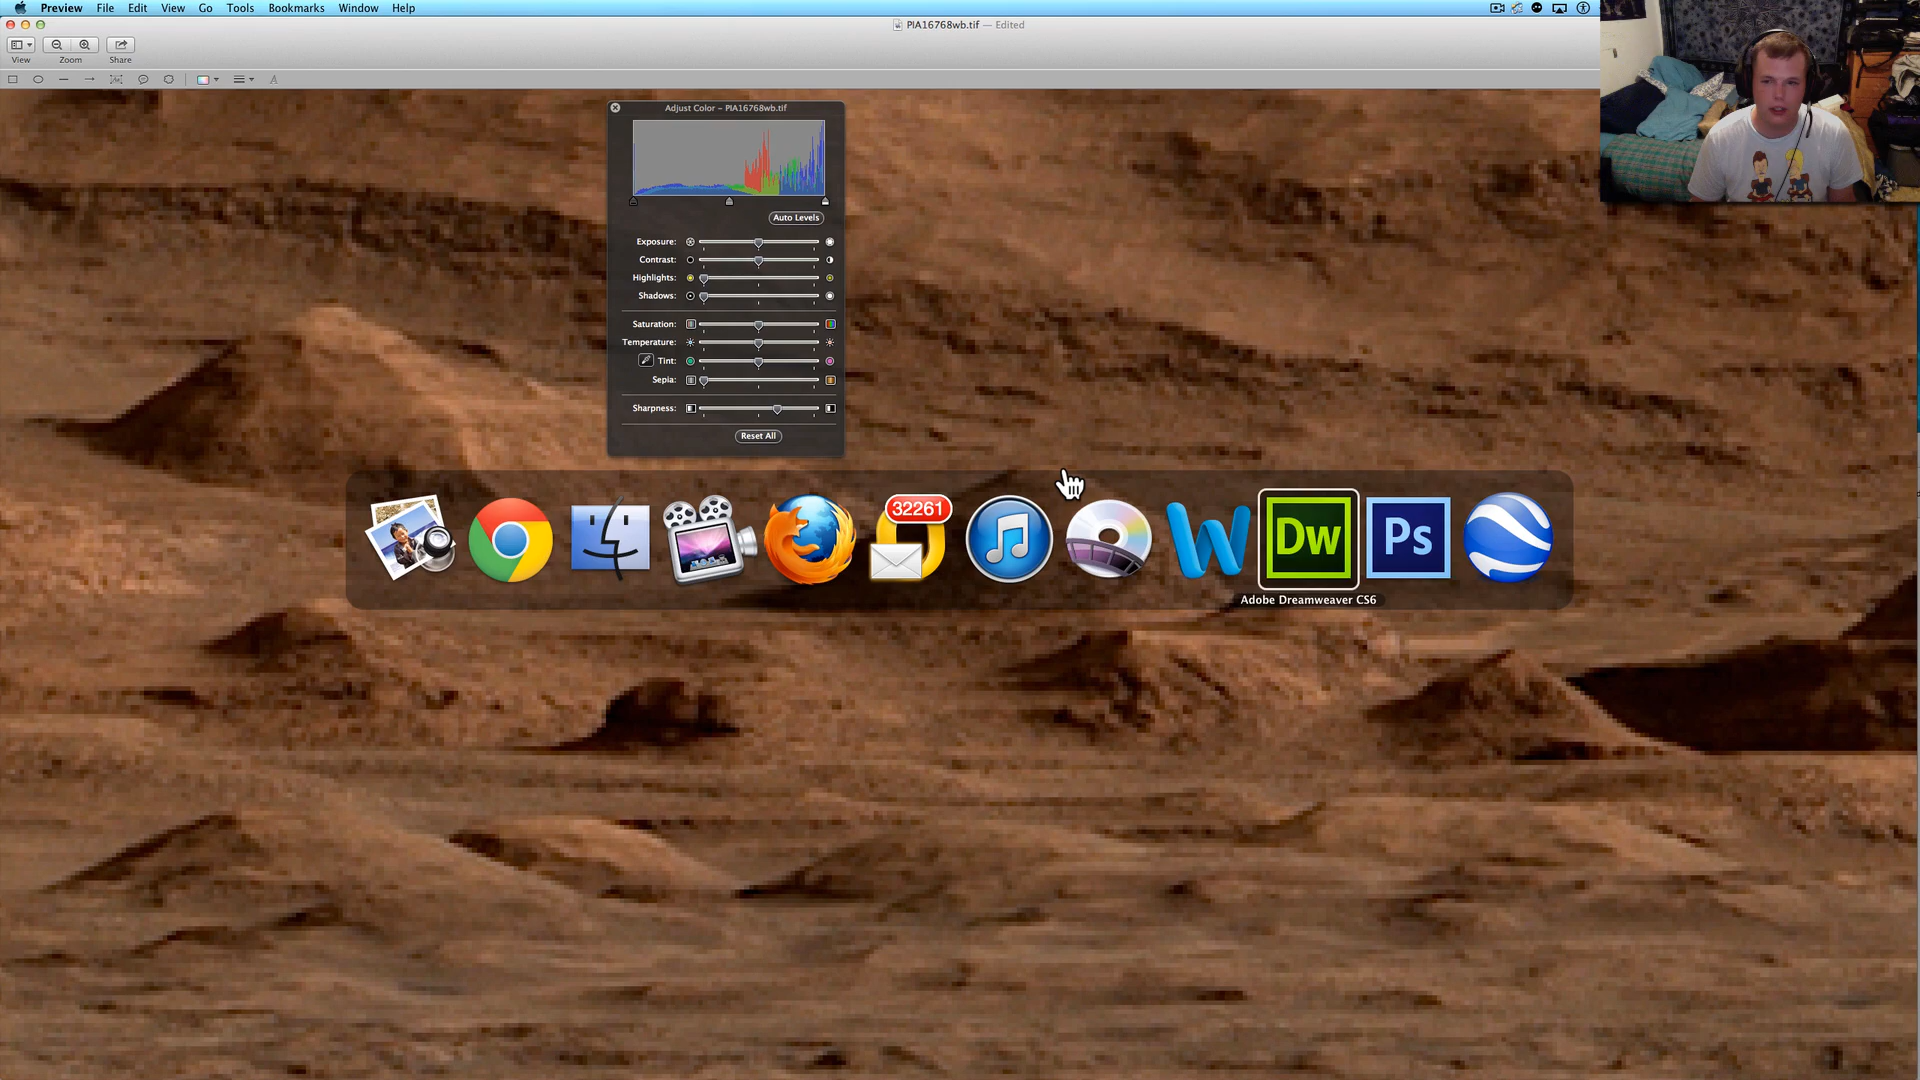 Preview File Edit View Go Tools Bookmarks Window Help
PIA16768wb.tif — Edited
View Zoom Share
A
Adjust Color – PIA16768wb.tif
Auto Levels
Exposure:
Contrast:
Highlights:
Shadows:
Saturation:
Temperature:
Tint:
Sepia:
Sharpness:
Reset All
32261
W
Dw
Ps
Adobe Dreamweaver CS6